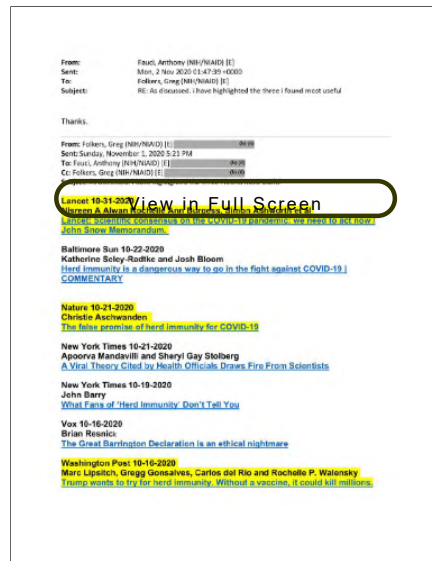 From: Fauci, Anthony (NIH/NIAID) [E]
Sent: Mon, 2 Nov 2020 01:47:39 +0000
To: Folkers, Greg (NIH/NIAID) [E]
Subject: RE: As discussed. i have highlighted the three i found most useful
Thanks.
From: Folkers, Greg (NIH/NIAID) [E]
Sent: Sunday, November 1, 2020 5:21 PM
To: Fauci, Anthony (NIH/NIAID) [E]
Cc: Folkers, Greg (NIH/NIAID) [E]
View in Full Screen
Lancet 10-31-2020
Nisreen A Alwan Rochelle Ann Burgess, Simon Ashworth et al
Lancet: Scientific consensus on the COVID-19 pandemic: we need to act now |
John Snow Memorandum.
Baltimore Sun 10-22-2020
Katherine Seley-Radtke and Josh Bloom
Herd immunity is a dangerous way to go in the fight against COVID-19 |
COMMENTARY
Nature 10-21-2020
Christie Aschwanden
The false promise of herd immunity for COVID-19
New York Times 10-21-2020
Apoorva Mandavilli and Sheryl Gay Stolberg
A Viral Theory Cited by Health Officials Draws Fire From Scientists
New York Times 10-19-2020
John Barry
What Fans of 'Herd Immunity' Don't Tell You
Vox 10-16-2020
Brian Resnick
The Great Barrington Declaration is an ethical nightmare
Washington Post 10-16-2020
Marc Lipsitch, Gregg Gonsalves, Carlos del Rio and Rochelle P. Walensky
Trump wants to try for herd immunity. Without a vaccine, it could kill millions.